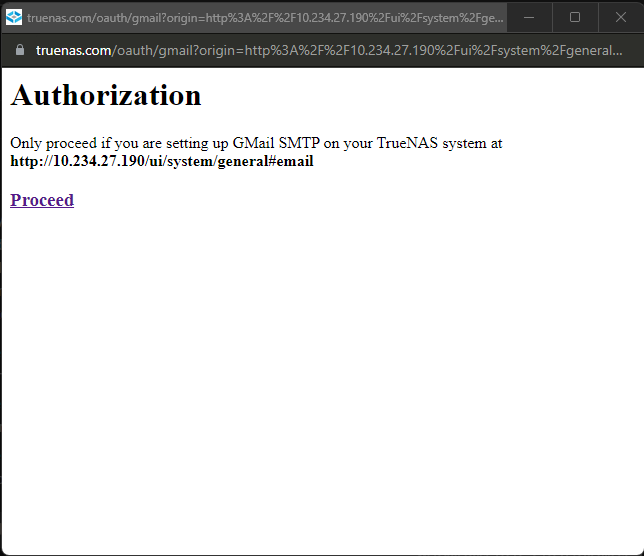 truenas.com/oauth/gmail?origin=http%3A%2F%2F10.234.27.190%2Fui%2Fsystem%2Fge...
truenas.com/oauth/gmail?origin=http%3A%2F%2F10.234.27.190%2Fui%2Fsystem%2Fgeneral...
Authorization
Only proceed if you are setting up GMail SMTP on your TrueNAS system at
http://10.234.27.190/ui/system/general#email
Proceed